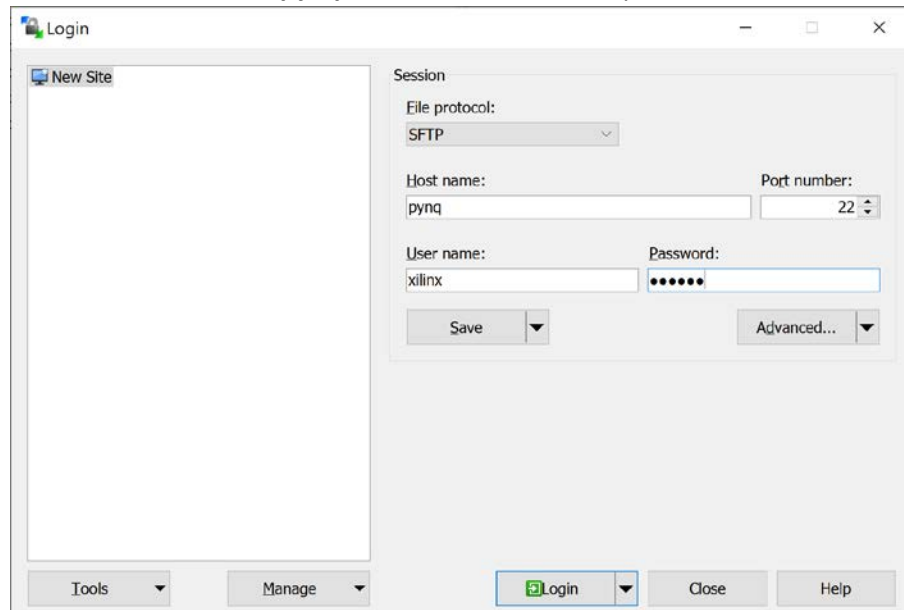 Login
New Site
Session
File protocol:
SFTP
Host name:
Port number:
pynq
22
User name:
Password:
xilinx
●●●●●●
Save
Advanced...
Tools
Manage
Login
Close
Help